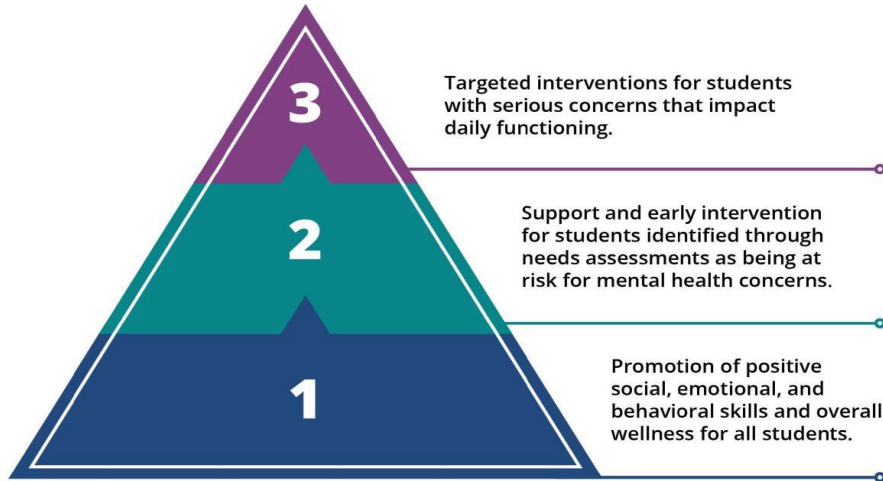 3
Targeted interventions for students
with serious concerns that impact
daily functioning.
2
Support and early intervention
for students identified through
needs assessments as being at
risk for mental health concerns.
1
Promotion of positive
social, emotional, and
behavioral skills and overall
wellness for all students.